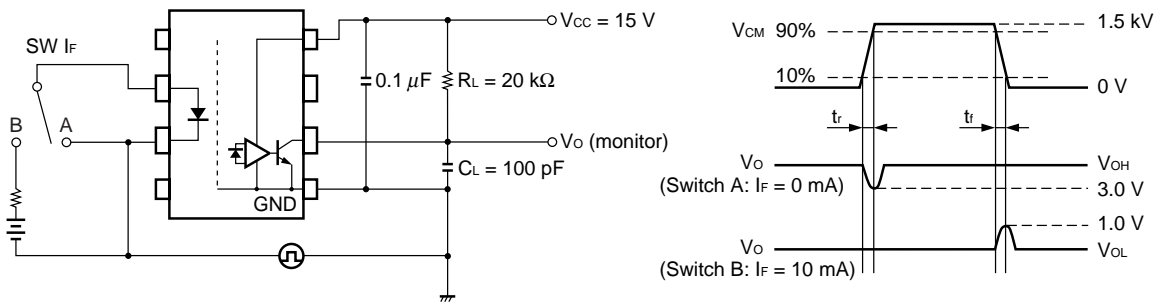 SW IF
B
A
GND
VCC = 15 V
0.1 μF
RL = 20 kΩ
VO (monitor)
CL = 100 pF
VCM 90%
10%
1.5 kV
0 V
tr
tf
VO
(Switch A: IF = 0 mA)
VOH
3.0 V
1.0 V
VO
(Switch B: IF = 10 mA)
VOL